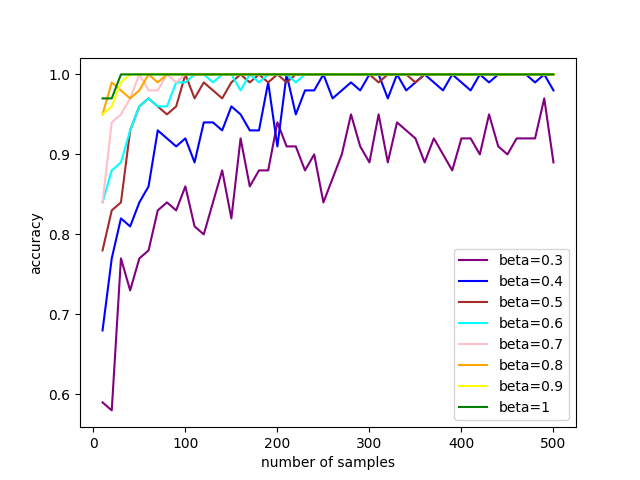 1.0
0.9
0.8
0.7
0.6
accuracy
0 100 200 300 400 500
number of samples
beta=0.3
beta=0.4
beta=0.5
beta=0.6
beta=0.7
beta=0.8
beta=0.9
beta=1